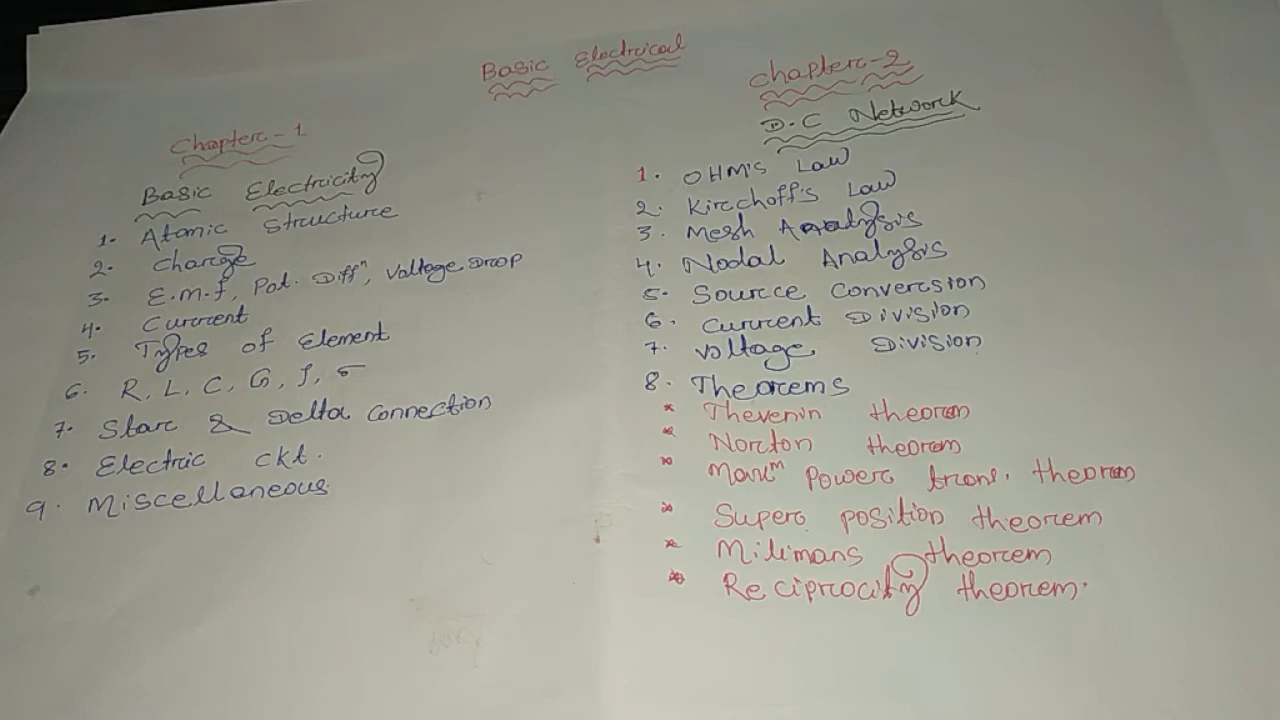 Basic Electrical
Chapter - 1
Basic Electricity
1. Atomic structure
2. Charge
3. E.m.f, Pot. Diffⁿ, Voltage Drop
4. Current
5. Types of Element
6. R, L, C, G, ρ, σ
7. Star & Delta connection
8. Electric ckt.
9. Miscellaneous.
Chapter - 2
D.C Network
1. OHM's Law
2. Kirchoff's Law
3. Mesh Analysis
4. Nodal Analysis
5. Source conversion
6. Current Division
7. Voltage Division
8. Theorems
* Thevenin theorem
* Norton theorem
* Maxᵐ Power trans. theorem
* Super position theorem
* Milimans theorem
* Reciprocity theorem.